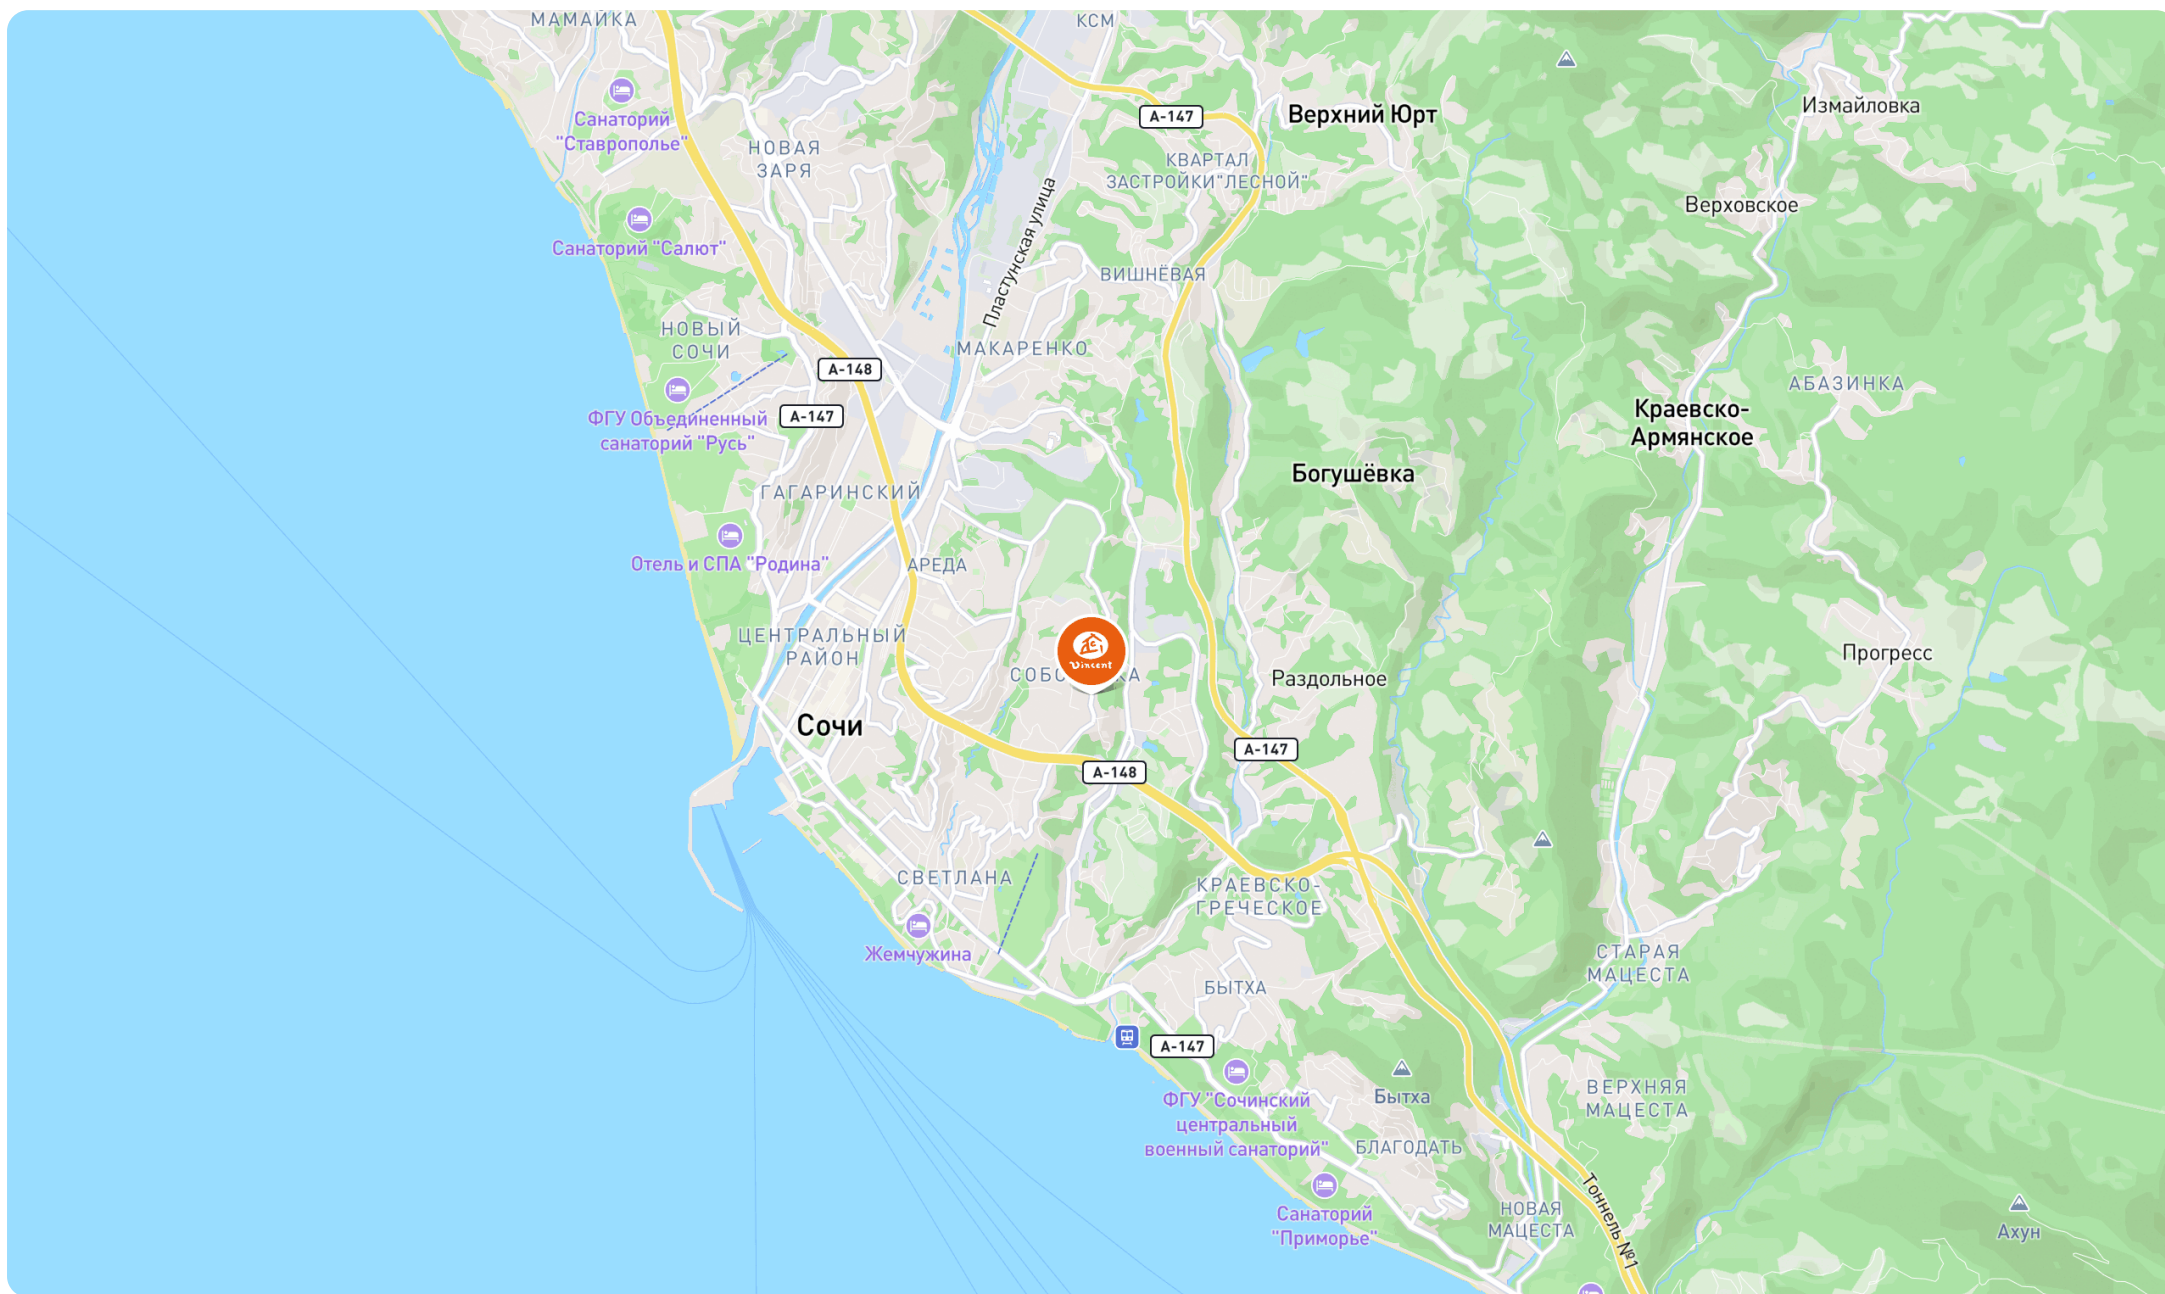 МАМАЙКА
КСМ
Санаторий
"Ставрополье"
А-147
Верхний Юрт
Измайловка
НОВАЯ
ЗАРЯ
КВАРТАЛ
ЗАСТРОЙКИ"ЛЕСНОЙ"
Верховское
Санаторий "Салют"
Пластунская улица
ВИШНЁВАЯ
НОВЫЙ
СОЧИ
МАКАРЕНКО
А-148
АБАЗИНКА
А-147
ФГУ Объединенный
санаторий "Русь"
Краевско-
Армянское
Богушёвка
ГАГАРИНСКИЙ
Отель и СПА "Родина"
АРЕДА
ЦЕНТРАЛЬНЫЙ
РАЙОН
Vincent
Прогресс
Раздольное
Сочи
А-147
А-148
СВЕТЛАНА
КРАЕВСКО-
ГРЕЧЕСКОЕ
Жемчужина
СТАРАЯ
МАЦЕСТА
БЫТХА
А-147
ФГУ "Сочинский
центральный
военный санаторий"
Бытха
ВЕРХНЯЯ
МАЦЕСТА
БЛАГОДАТЬ
Санаторий
"Приморье"
НОВАЯ
МАЦЕСТА
Тоннель №1
Ахун